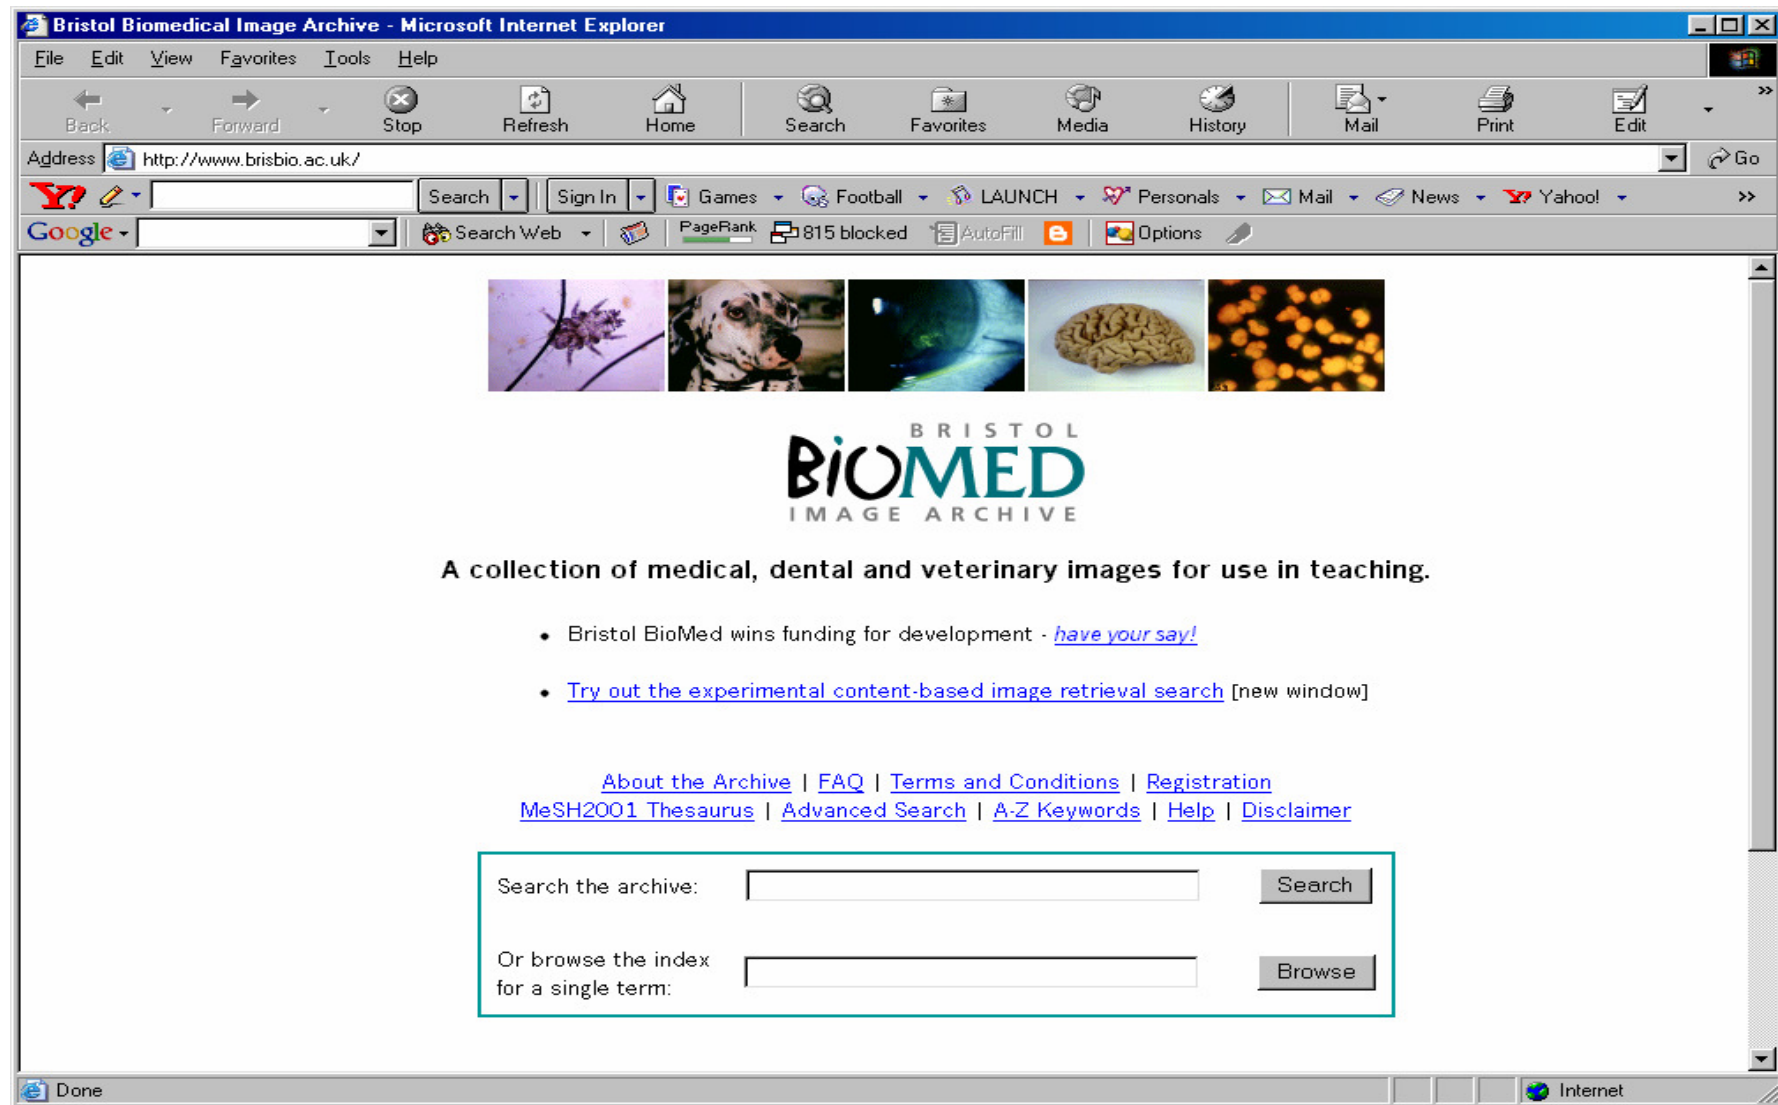 Bristol Biomedical Image Archive - Microsoft Internet Explorer
File Edit View Favorites Tools Help
Back Forward Stop Refresh Home Search Favorites Media History Mail Print Edit »
Address http://www.brisbio.ac.uk/ Go
Y! Search Sign In Games Football LAUNCH Personals Mail News Y! Yahoo! »
Google Search Web PageRank 815 blocked AutoFill Options
BRISTOL
BiOMED
IMAGE ARCHIVE
A collection of medical, dental and veterinary images for use in teaching.
• Bristol BioMed wins funding for development - have your say!
• Try out the experimental content-based image retrieval search [new window]
About the Archive | FAQ | Terms and Conditions | Registration
MeSH2001 Thesaurus | Advanced Search | A-Z Keywords | Help | Disclaimer
Search the archive: Search
Or browse the index
for a single term: Browse
Done Internet